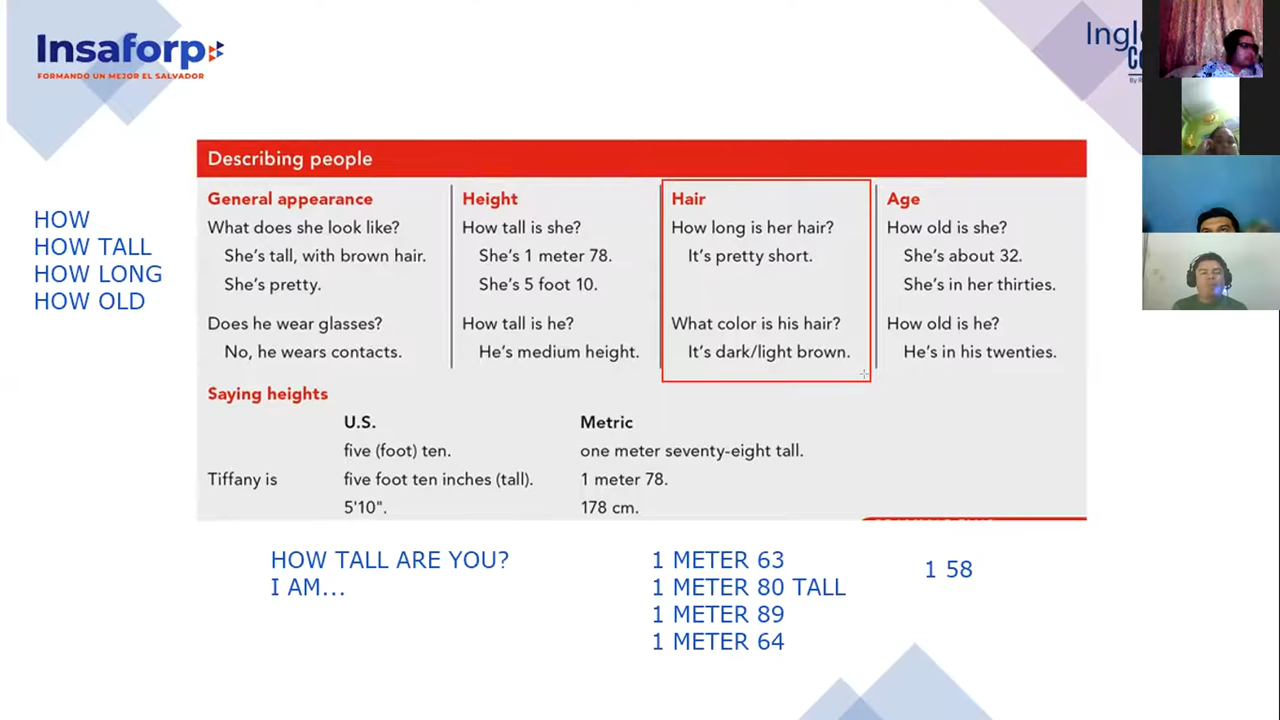 Insaforp
FORMANDO UN MEJOR EL SALVADOR
HOW
HOW TALL
HOW LONG
HOW OLD
Describing people
General appearance
What does she look like?
She's tall, with brown hair.
She's pretty.
Does he wear glasses?
No, he wears contacts.
Height
How tall is she?
She's 1 meter 78.
She's 5 foot 10.
How tall is he?
He's medium height.
Hair
How long is her hair?
It's pretty short.
What color is his hair?
It's dark/light brown.
Age
How old is she?
She's about 32.
She's in her thirties.
How old is he?
He's in his twenties.
Saying heights
U.S. Metric
five (foot) ten. one meter seventy-eight tall.
Tiffany is five foot ten inches (tall). 1 meter 78.
5'10". 178 cm.
HOW TALL ARE YOU?
I AM...
1 METER 63
1 METER 80 TALL
1 METER 89
1 METER 64
1 58